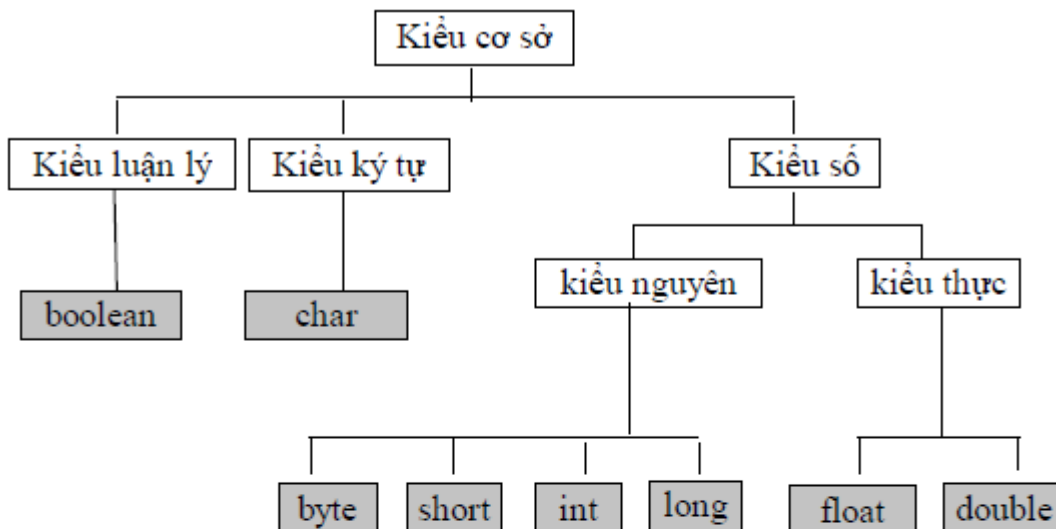 Kiểu cơ sở
Kiểu luận lý
Kiểu ký tự
Kiểu số
kiểu nguyên
kiểu thực
boolean
char
byte
short
int
long
float
double